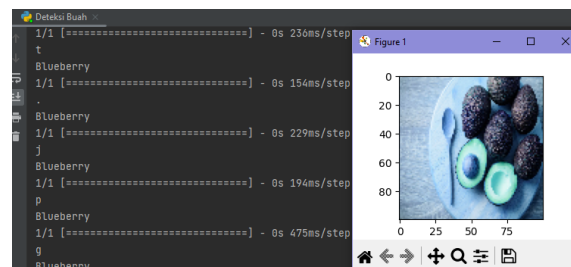 Deteksi Buah ×
1/1 [==============================] - 0s 236ms/step
t
Blueberry
1/1 [==============================] - 0s 154ms/step
.
Blueberry
1/1 [==============================] - 0s 229ms/step
j
Blueberry
1/1 [==============================] - 0s 194ms/step
p
Blueberry
1/1 [==============================] - 0s 475ms/step
g
Blueberry
Figure 1
0
20
40
60
80
0 25 50 75